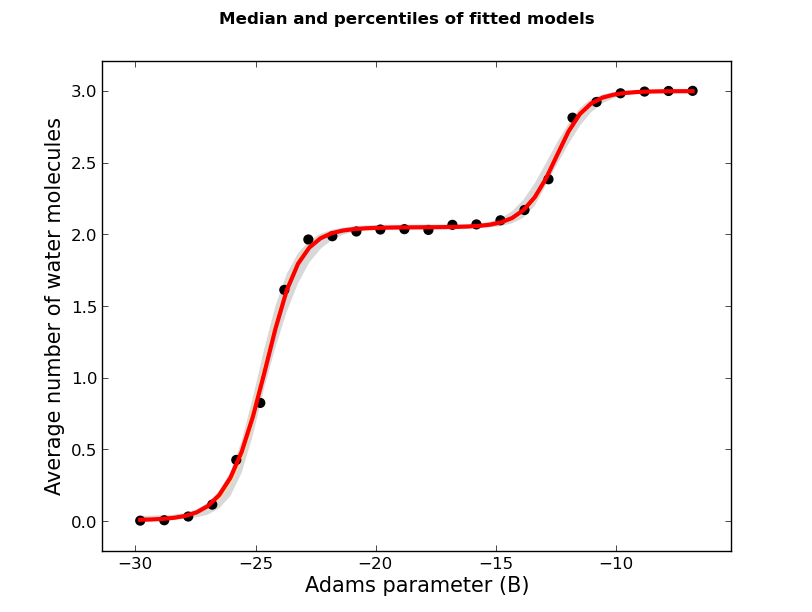 Median and percentiles of fitted models
3.0
2.5
2.0
1.5
1.0
0.5
0.0
Average number of water molecules
−30 −25 −20 −15 −10
Adams parameter (B)